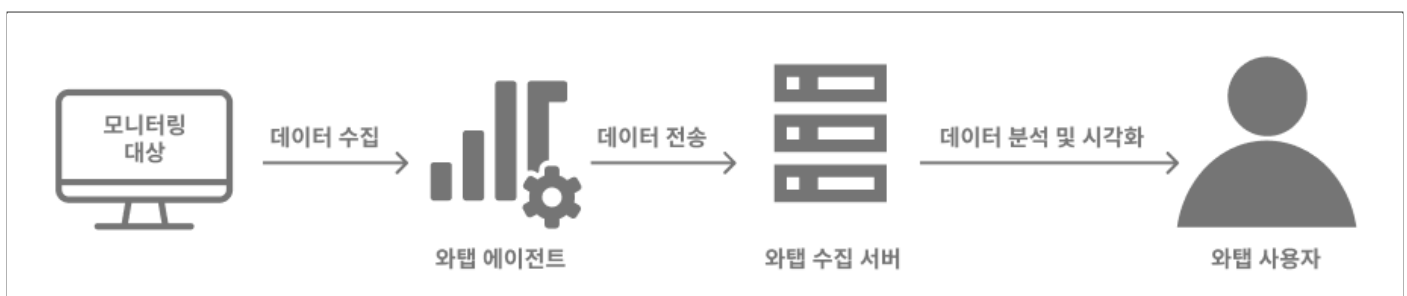 모니터링
대상
데이터 수집
와탭 에이전트
데이터 전송
와탭 수집 서버
데이터 분석 및 시각화
와탭 사용자